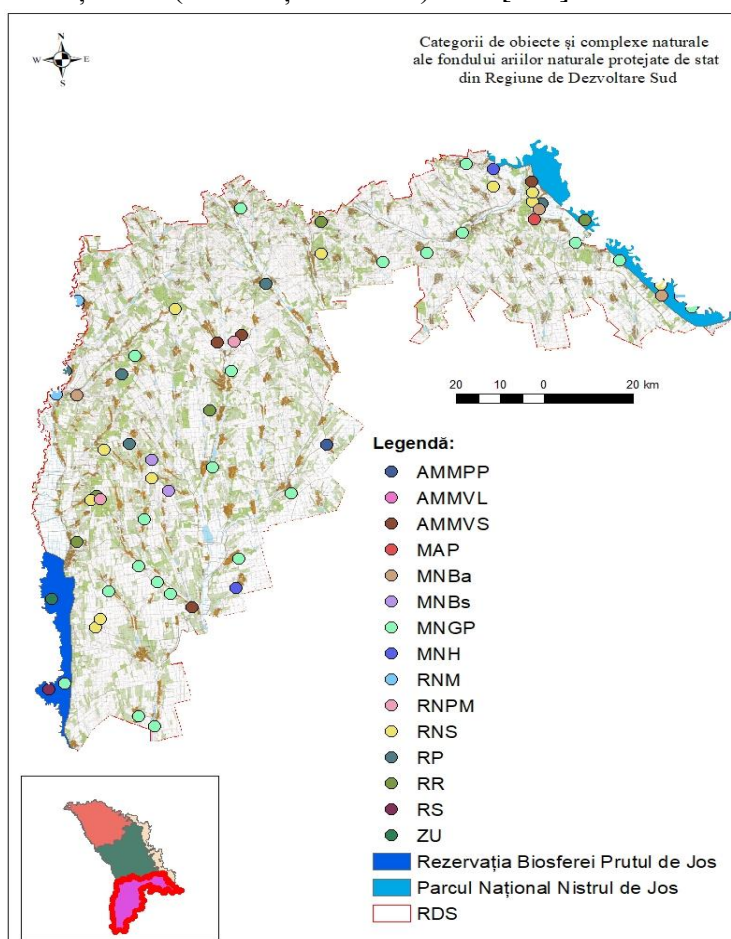 N
W E
S
Categorii de obiecte și complexe naturale
ale fondului ariilor naturale protejate de stat
din Regiune de Dezvoltare Sud
20 10 0 20 km
Legendă:
AMMPP
AMMVL
AMMVS
MAP
MNBa
MNBs
MNGP
MNH
RNM
RNPM
RNS
RP
RR
RS
ZU
Rezervația Biosferei Prutul de Jos
Parcul Național Nistrul de Jos
RDS